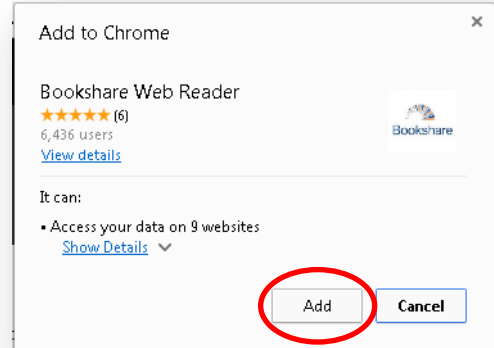 Add to Chrome
Bookshare Web Reader
(6)
6,436 users
View details
Bookshare
It can:
▪ Access your data on 9 websites
Show Details
Add
Cancel